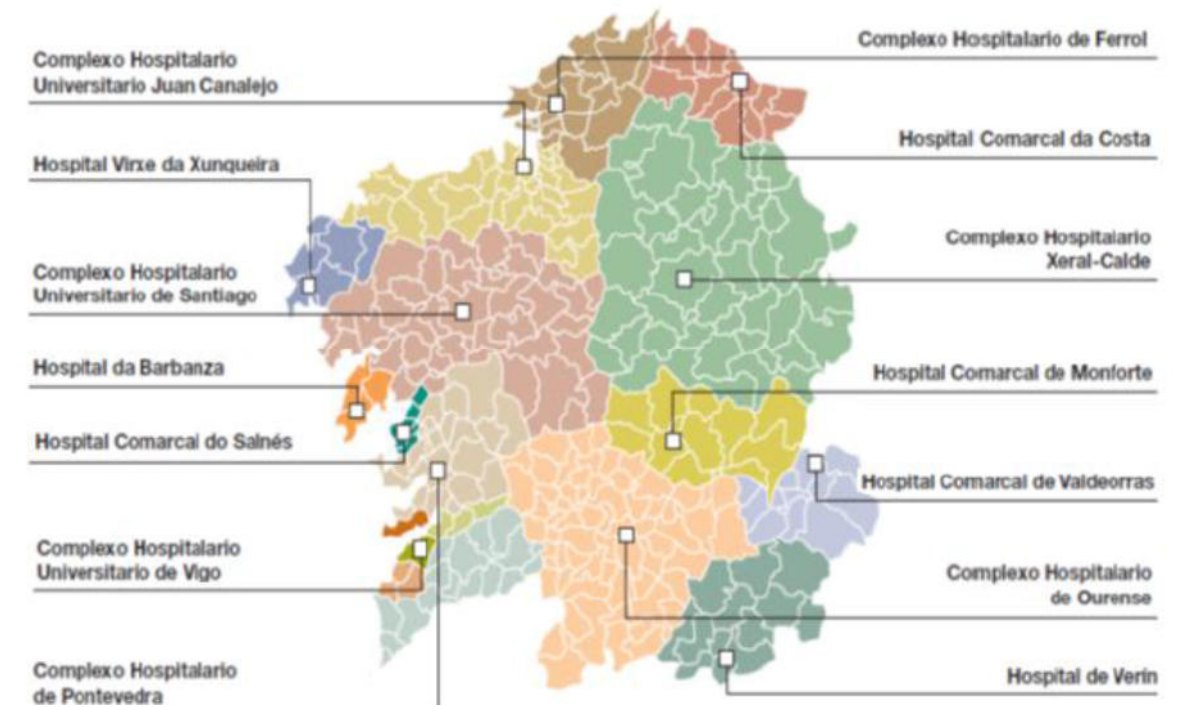 Complexo Hospitalario
Universitario Juan Canalejo
Hospital Virxe da Xunqueira
Complexo Hospitalario
Universitario de Santiago
Hospital da Barbanza
Hospital Comarcal do Salnés
Complexo Hospitalario
Universitario de Vigo
Complexo Hospitalario
de Pontevedra
Complexo Hospitalario de Ferrol
Hospital Comarcal da Costa
Complexo Hospitalario
Xeral-Calde
Hospital Comarcal de Monforte
Hospital Comarcal de Valdeorras
Complexo Hospitalario
de Ourense
Hospital de Verín